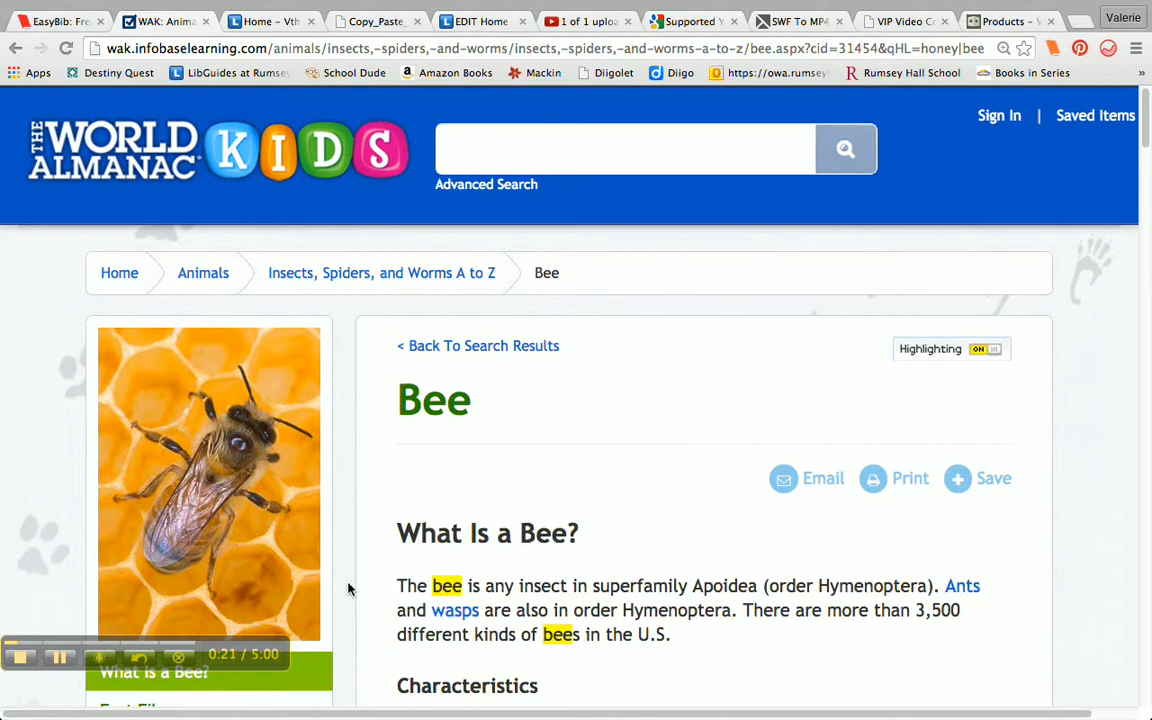 EasyBib: Fre
WAK: Anima
Home – Vth
Copy_Paste_
EDIT Home
1 of 1 uploa
Supported Y
SWF To MP4
VIP Video Co
Products – V
Valerie
wak.infobaselearning.com/animals/insects,-spiders,-and-worms/insects,-spiders,-and-worms-a-to-z/bee.aspx?cid=31454&qHL=honey|bee
Apps
Destiny Quest
LibGuides at Rumsey
School Dude
Amazon Books
Mackin
Diigolet
Diigo
https://owa.rumsey
Rumsey Hall School
Books in Series
»
Sign In | Saved Items
THE WORLD ALMANAC KIDS
Advanced Search
Home
Animals
Insects, Spiders, and Worms A to Z
Bee
< Back To Search Results
Highlighting ON
Bee
Email
Print
Save
What Is a Bee?
The bee is any insect in superfamily Apoidea (order Hymenoptera). Ants
and wasps are also in order Hymenoptera. There are more than 3,500
different kinds of bees in the U.S.
0:21 / 5:00
What is a Bee?
Characteristics